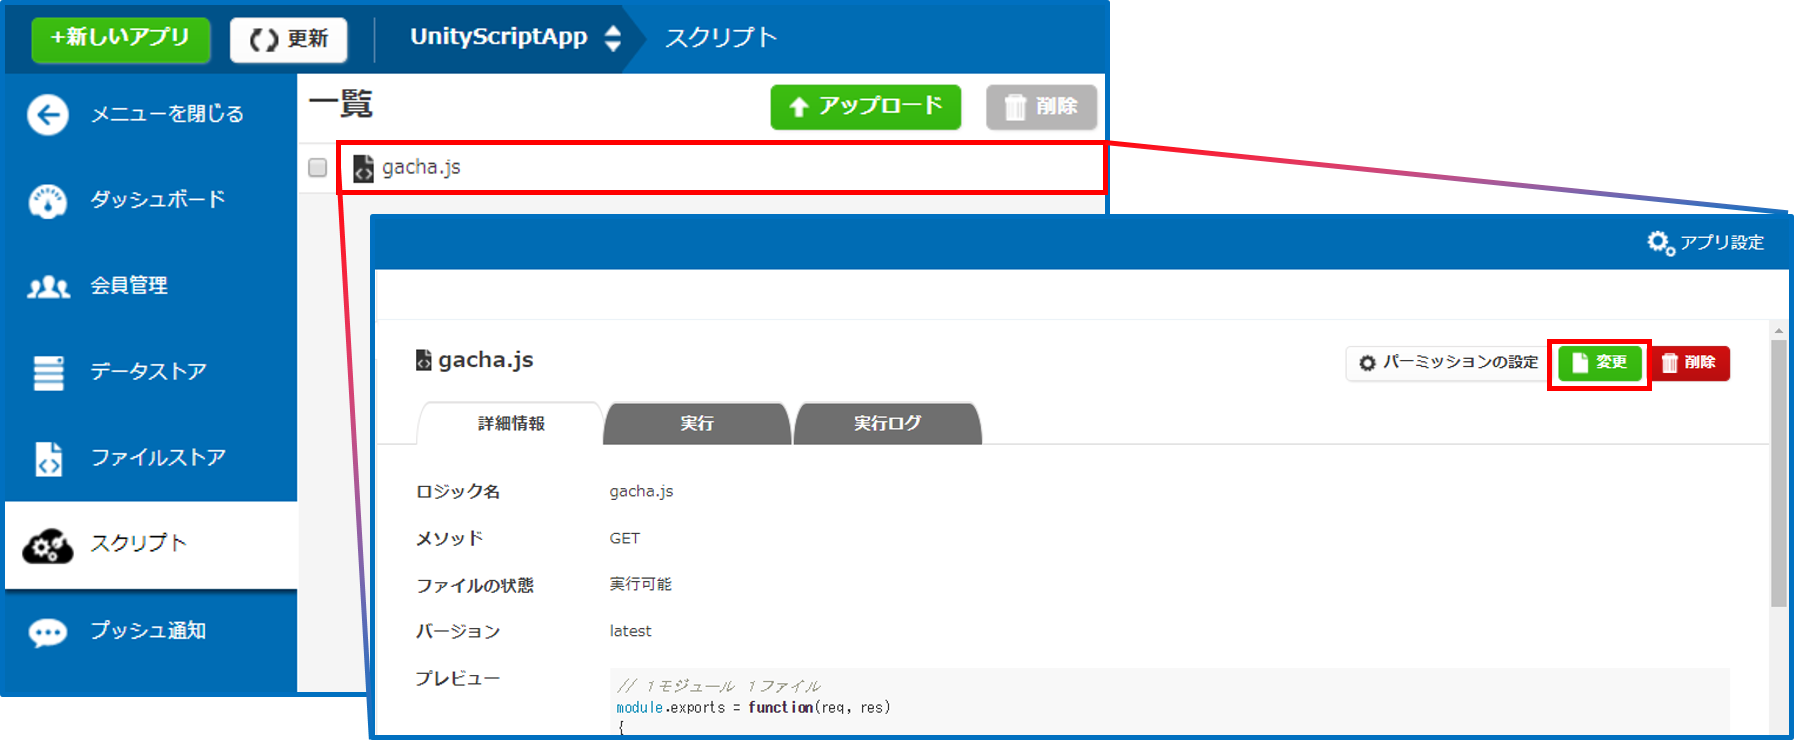 +新しいアプリ
更新
UnityScriptApp
スクリプト
メニューを閉じる
ダッシュボード
会員管理
データストア
ファイルストア
スクリプト
プッシュ通知
一覧
アップロード
削除
gacha.js
アプリ設定
gacha.js
パーミッションの設定
変更
削除
詳細情報
実行
実行ログ
ロジック名 gacha.js
メソッド GET
ファイルの状態 実行可能
バージョン latest
プレビュー
// 1モジュール 1ファイル
module.exports = function(req, res)
{